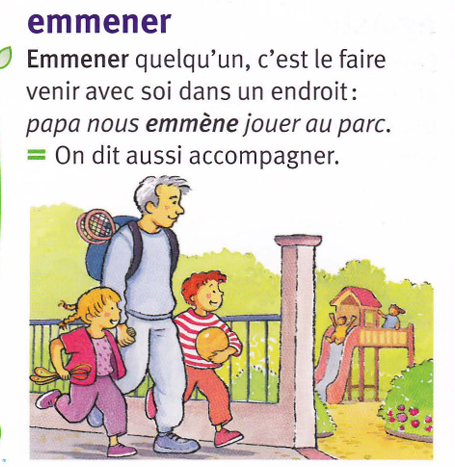 emmener
Emmener quelqu'un, c'est le faire
venir avec soi dans un endroit :
papa nous emmène jouer au parc.
= On dit aussi accompagner.